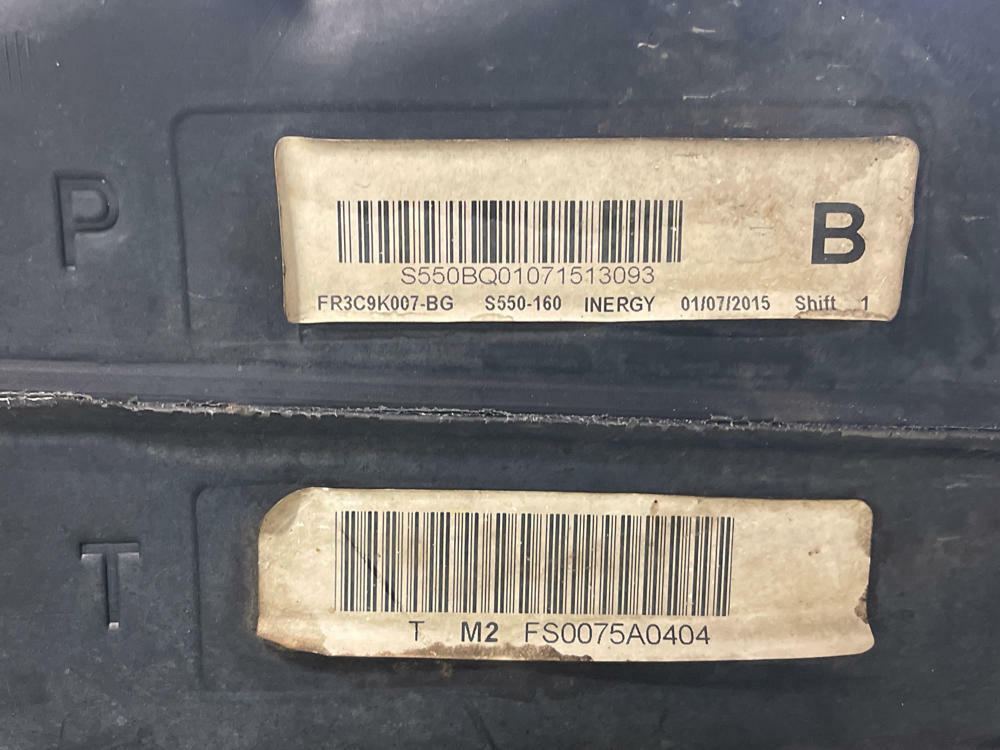 P
B
S550BQ01071513093
FR3C9K007-BG S550-160 INERGY 01/07/2015 Shift 1
T
T M2 FS0075A0404